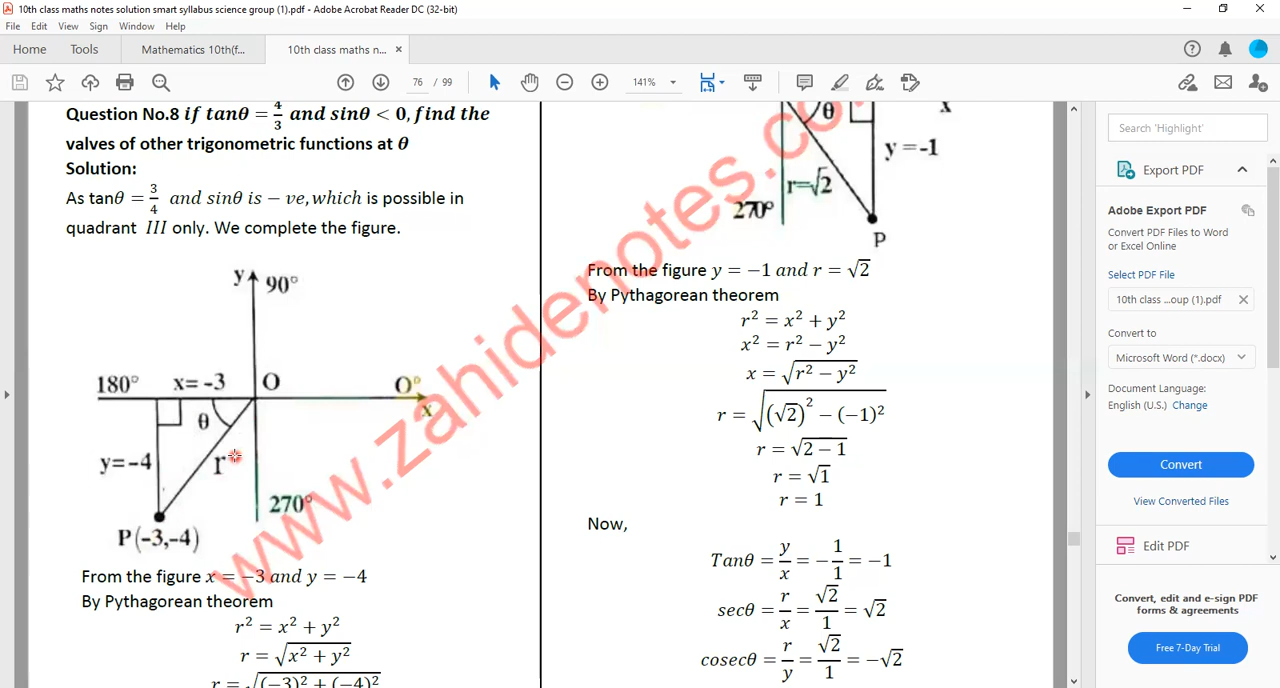 10th class maths notes solution smart syllabus science group (1).pdf - Adobe Acrobat Reader DC (32-bit)
File Edit View Sign Window Help
Home Tools Mathematics 10th(f... 10th class maths n... ×
76 / 99 141%
Question No.8 if tanθ = 4/3 and sinθ < 0, find the
valves of other trigonometric functions at θ
Solution:
As tanθ = 3/4 and sinθ is − ve, which is possible in
quadrant III only. We complete the figure.
y 90°
180° x= -3 O O° x
θ
y=-4 r
270°
P(-3,-4)
From the figure x = −3 and y = −4
By Pythagorean theorem
r² = x² + y²
r = √(x² + y²)
r = √((−3)² + (−4)²)
θ x
y =-1
r=√2
270°
P
From the figure y = −1 and r = √2
By Pythagorean theorem
r² = x² + y²
x² = r² − y²
x = √(r² − y²)
r = √((√2)² − (−1)²)
r = √(2 − 1)
r = √1
r = 1
Now,
Tanθ = y/x = −1/1 = −1
secθ = r/x = √2/1 = √2
cosecθ = r/y = √2/1 = −√2
www.zahidenotes.com
Search 'Highlight'
Export PDF
Adobe Export PDF
Convert PDF Files to Word
or Excel Online
Select PDF File
10th class ...oup (1).pdf ×
Convert to
Microsoft Word (*.docx)
Document Language:
English (U.S.) Change
Convert
View Converted Files
Edit PDF
Convert, edit and e-sign PDF
forms & agreements
Free 7-Day Trial